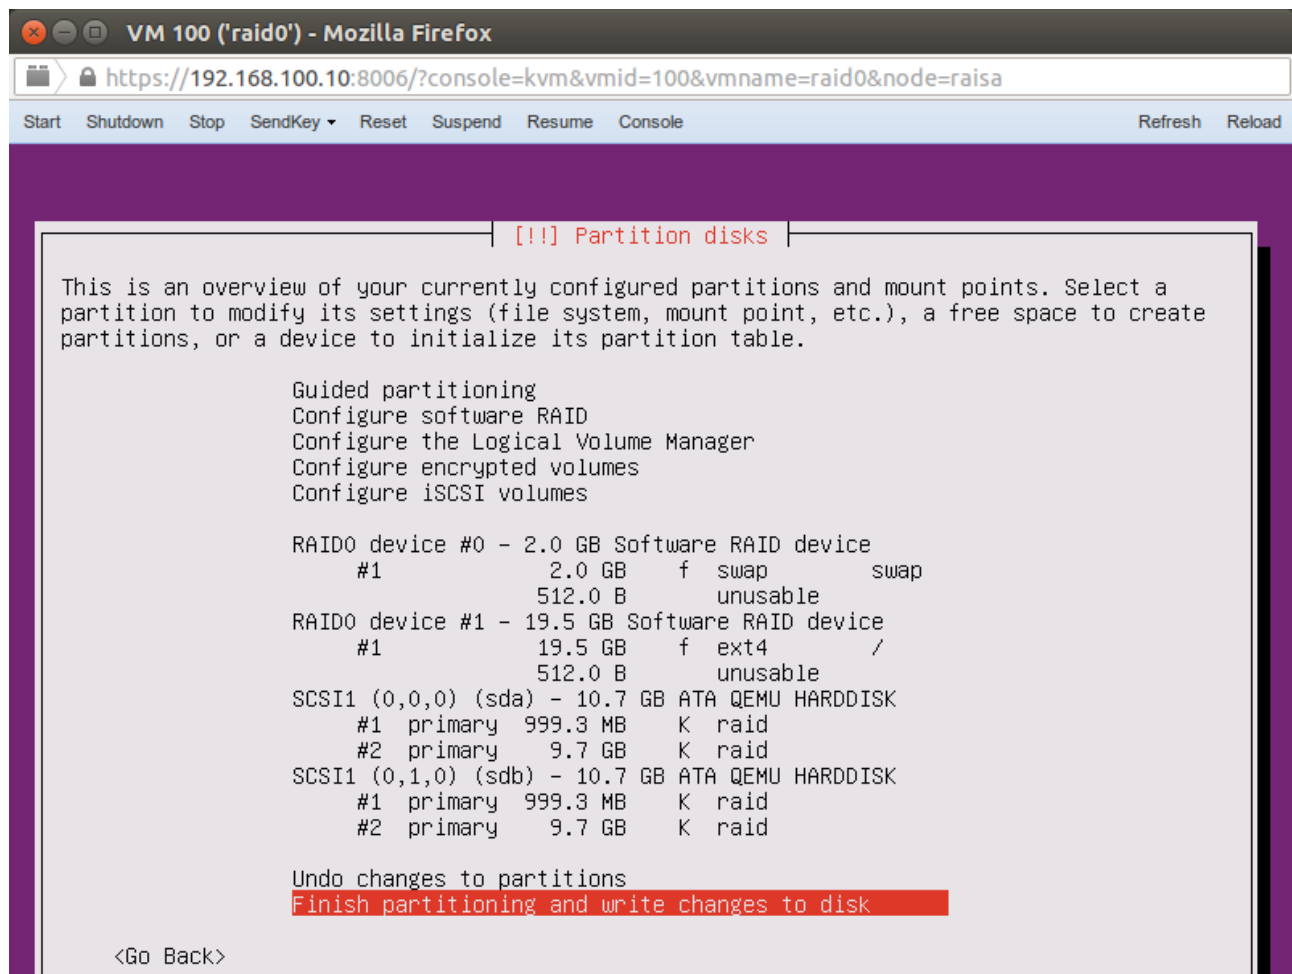 VM 100 ('raid0') - Mozilla Firefox
https://192.168.100.10:8006/?console=kvm&vmid=100&vmname=raid0&node=raisa
Start Shutdown Stop SendKey Reset Suspend Resume Console Refresh Reload
[!!] Partition disks
This is an overview of your currently configured partitions and mount points. Select a
partition to modify its settings (file system, mount point, etc.), a free space to create
partitions, or a device to initialize its partition table.
Guided partitioning
Configure software RAID
Configure the Logical Volume Manager
Configure encrypted volumes
Configure iSCSI volumes
RAID0 device #0 - 2.0 GB Software RAID device
#1 2.0 GB f swap swap
512.0 B unusable
RAID0 device #1 - 19.5 GB Software RAID device
#1 19.5 GB f ext4 /
512.0 B unusable
SCSI1 (0,0,0) (sda) - 10.7 GB ATA QEMU HARDDISK
#1 primary 999.3 MB K raid
#2 primary 9.7 GB K raid
SCSI1 (0,1,0) (sdb) - 10.7 GB ATA QEMU HARDDISK
#1 primary 999.3 MB K raid
#2 primary 9.7 GB K raid
Undo changes to partitions
Finish partitioning and write changes to disk
<Go Back>